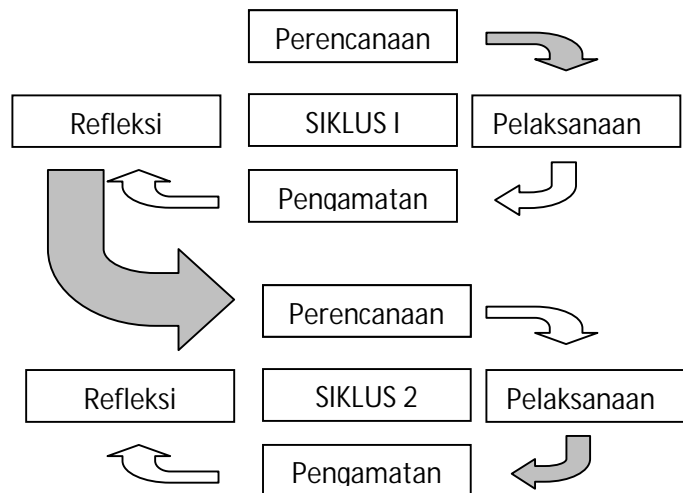 Perencanaan
Refleksi
SIKLUS I
Pelaksanaan
Pengamatan
Perencanaan
Refleksi
SIKLUS 2
Pelaksanaan
Pengamatan